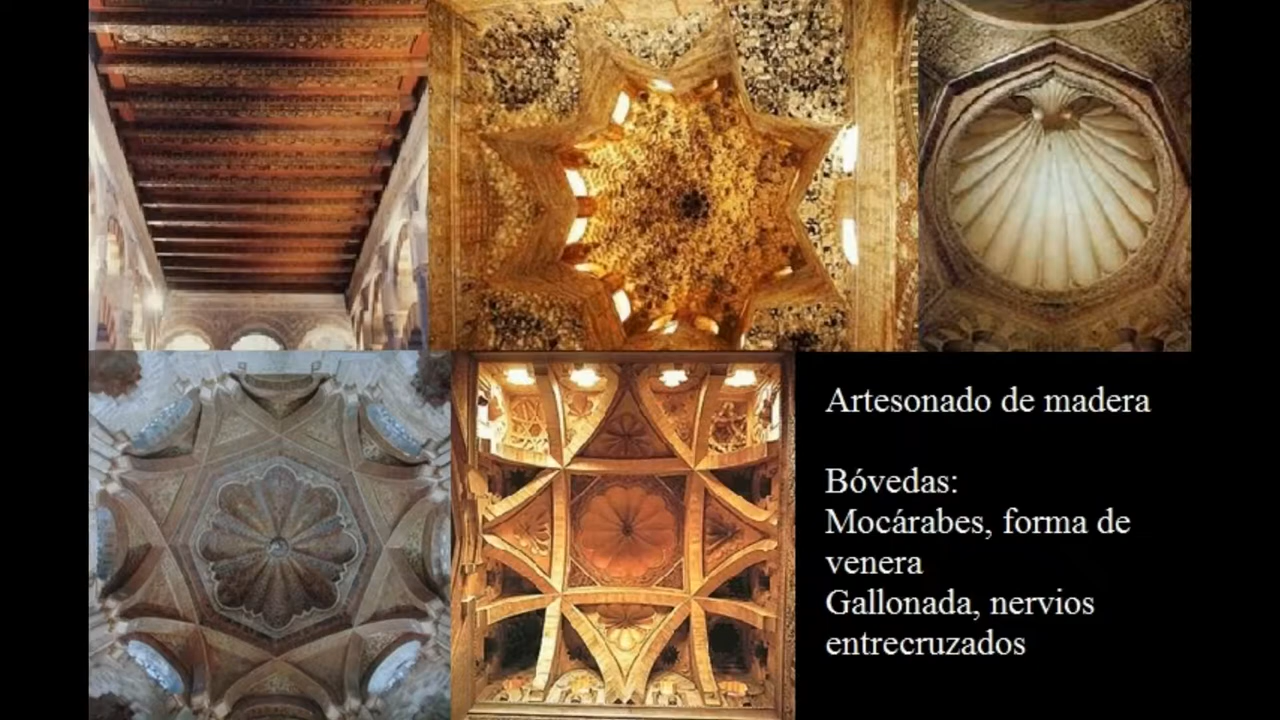 Artesonado de madera
Bóvedas:
Mocárabes, forma de
venera
Gallonada, nervios
entrecruzados